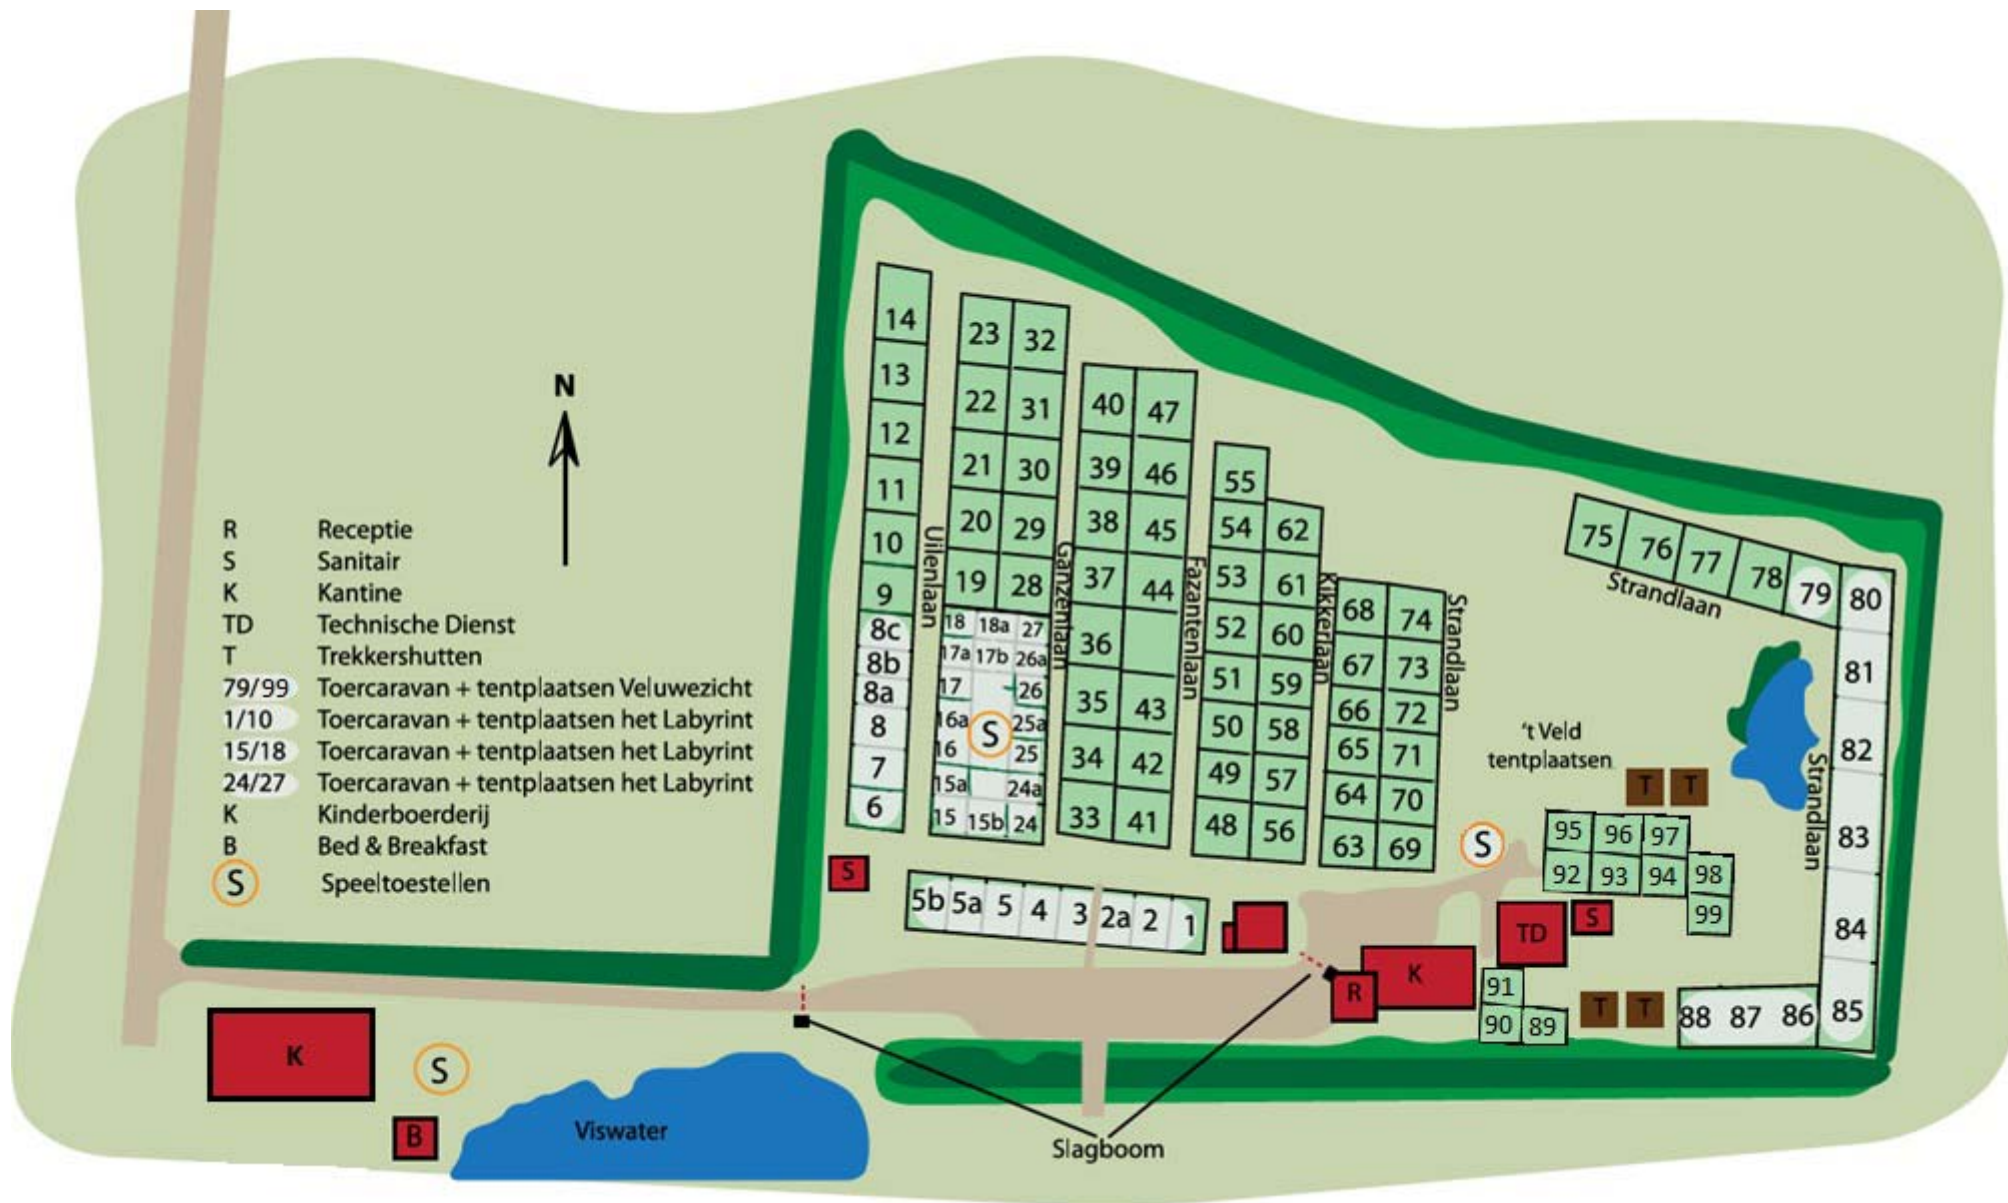 N
R Receptie
S Sanitair
K Kantine
TD Technische Dienst
T Trekkershutten
79/99 Toercaravan + tentplaatsen Veluwezicht
1/10 Toercaravan + tentplaatsen het Labyrint
15/18 Toercaravan + tentplaatsen het Labyrint
24/27 Toercaravan + tentplaatsen het Labyrint
K Kinderboerderij
B Bed & Breakfast
S Speeltoestellen
14
13
12
11
10
9
8c
8b
8a
8
7
6
Uilenlaan
23 32
22 31
21 30
20 29
19 28
18 18a 27
17a 17b 26a
17 26
16a S 25a
16 25
15a 24a
15 15b 24
Ganzenlaan
40 47
39 46
38 45
37 44
36
35 43
34 42
33 41
Fazantenlaan
55
54 62
53 61
52 60
51 59
50 58
49 57
48 56
Kikkerlaan
68 74
67 73
66 72
65 71
64 70
63 69
Strandlaan
75 76 77 78 79 80
Strandlaan
81
82
83
84
85
Strandlaan
't Veld
tentplaatsen
T T
S
95 96 97
92 93 94 98
99
S
5b 5a 5 4 3 2a 2 1
TD S
R K
91
90 89
T T
88 87 86
K
S
B
Viswater
Slagboom